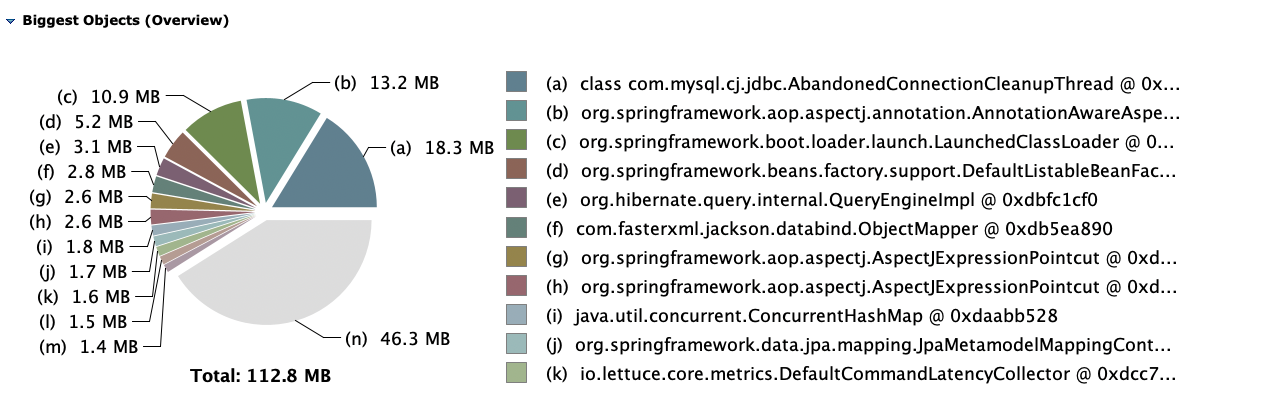 Biggest Objects (Overview)
(a) 18.3 MB
(b) 13.2 MB
(c) 10.9 MB
(d) 5.2 MB
(e) 3.1 MB
(f) 2.8 MB
(g) 2.6 MB
(h) 2.6 MB
(i) 1.8 MB
(j) 1.7 MB
(k) 1.6 MB
(l) 1.5 MB
(m) 1.4 MB
(n) 46.3 MB
Total: 112.8 MB
(a) class com.mysql.cj.jdbc.AbandonedConnectionCleanupThread @ 0x...
(b) org.springframework.aop.aspectj.annotation.AnnotationAwareAspe...
(c) org.springframework.boot.loader.launch.LaunchedClassLoader @ 0...
(d) org.springframework.beans.factory.support.DefaultListableBeanFac...
(e) org.hibernate.query.internal.QueryEngineImpl @ 0xdbfc1cf0
(f) com.fasterxml.jackson.databind.ObjectMapper @ 0xdb5ea890
(g) org.springframework.aop.aspectj.AspectJExpressionPointcut @ 0xd...
(h) org.springframework.aop.aspectj.AspectJExpressionPointcut @ 0xd...
(i) java.util.concurrent.ConcurrentHashMap @ 0xdaabb528
(j) org.springframework.data.jpa.mapping.JpaMetamodelMappingCont...
(k) io.lettuce.core.metrics.DefaultCommandLatencyCollector @ 0xdcc7...